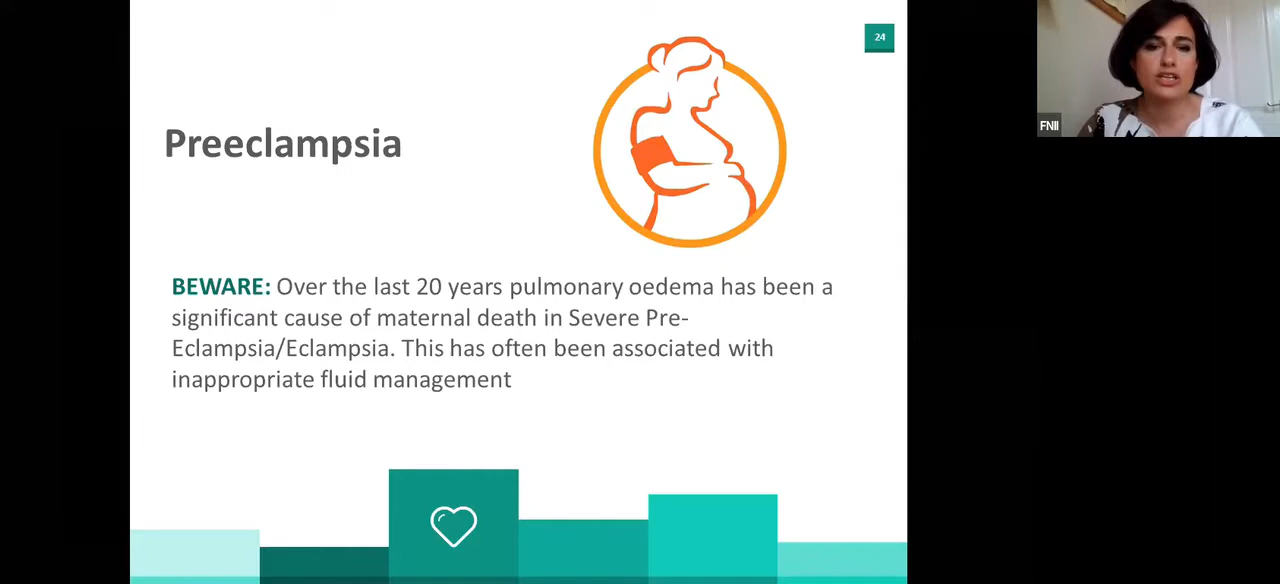 24
Preeclampsia
BEWARE: Over the last 20 years pulmonary oedema has been a
significant cause of maternal death in Severe Pre-
Eclampsia/Eclampsia. This has often been associated with
inappropriate fluid management
FNII